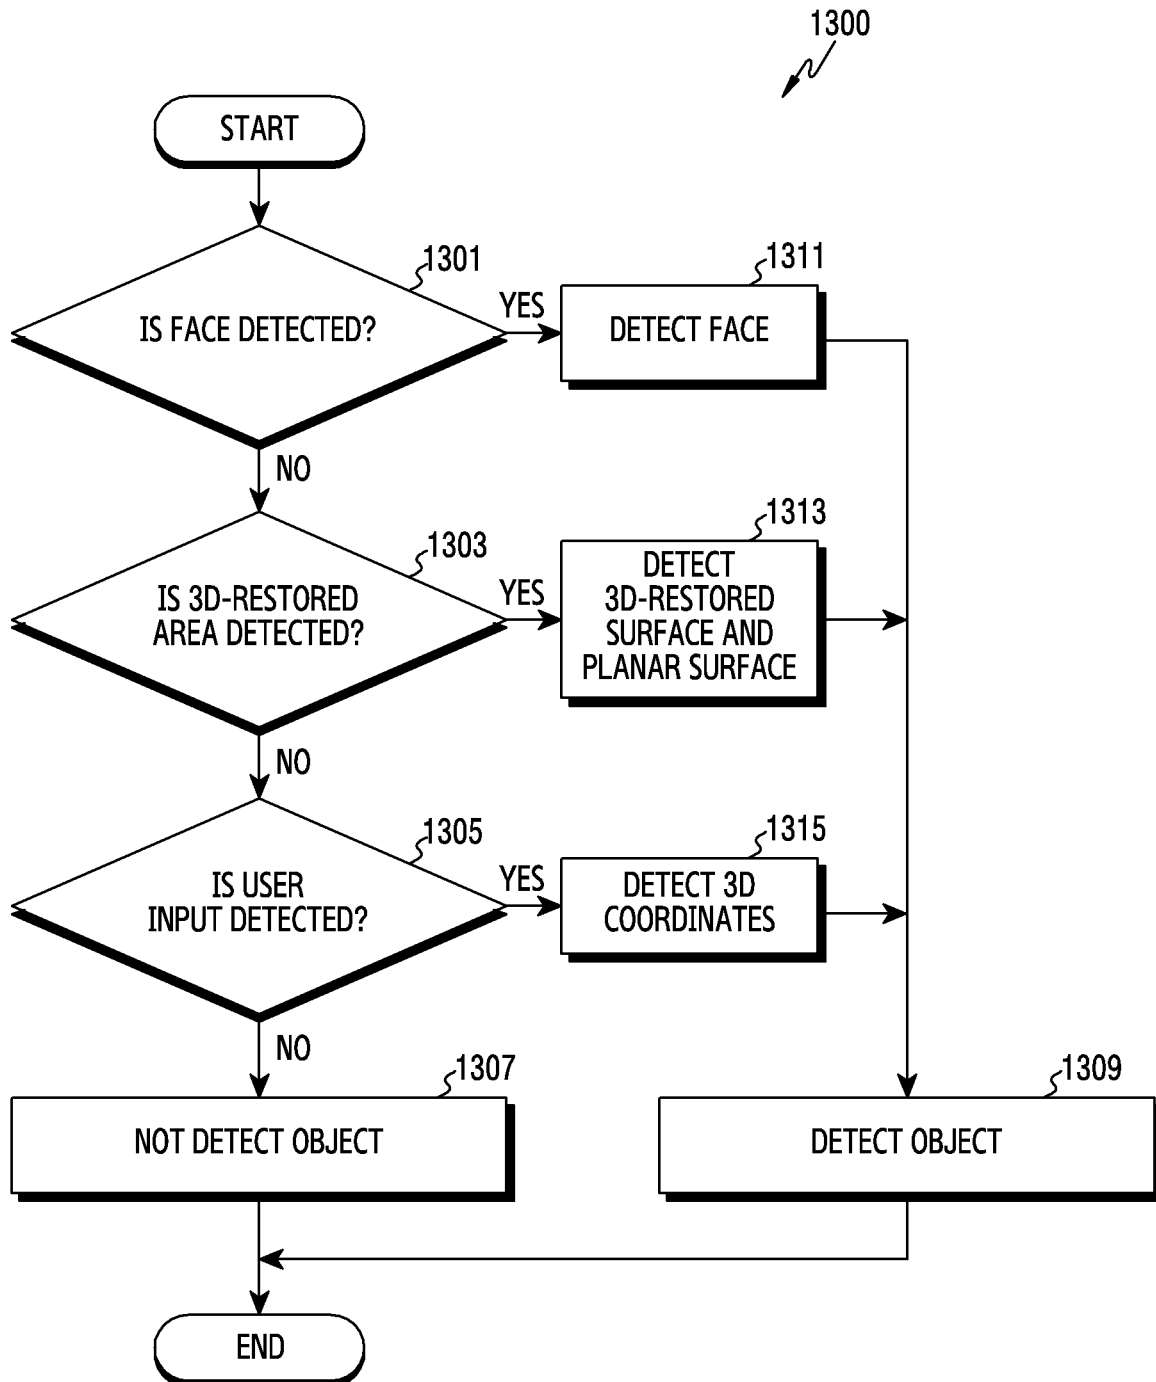 1300
START
1301
IS FACE DETECTED?
YES
1311
DETECT FACE
NO
1303
IS 3D-RESTORED
AREA DETECTED?
YES
1313
DETECT
3D-RESTORED
SURFACE AND
PLANAR SURFACE
NO
1305
IS USER
INPUT DETECTED?
YES
1315
DETECT 3D
COORDINATES
NO
1307
NOT DETECT OBJECT
1309
DETECT OBJECT
END